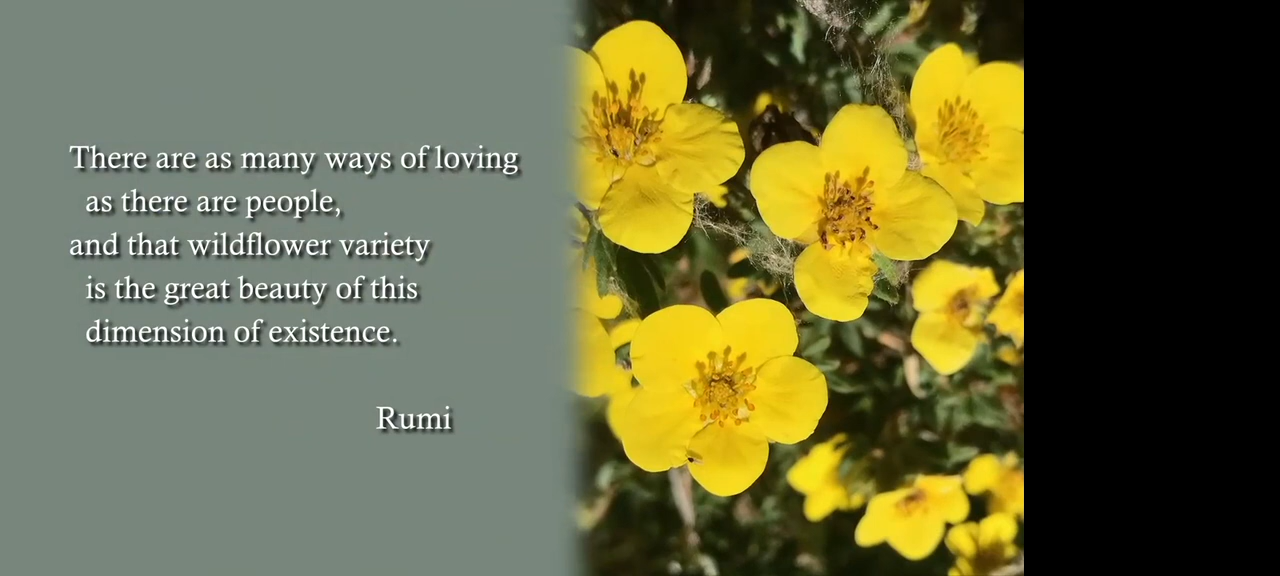 There are as many ways of loving
as there are people,
and that wildflower variety
is the great beauty of this
dimension of existence.
Rumi